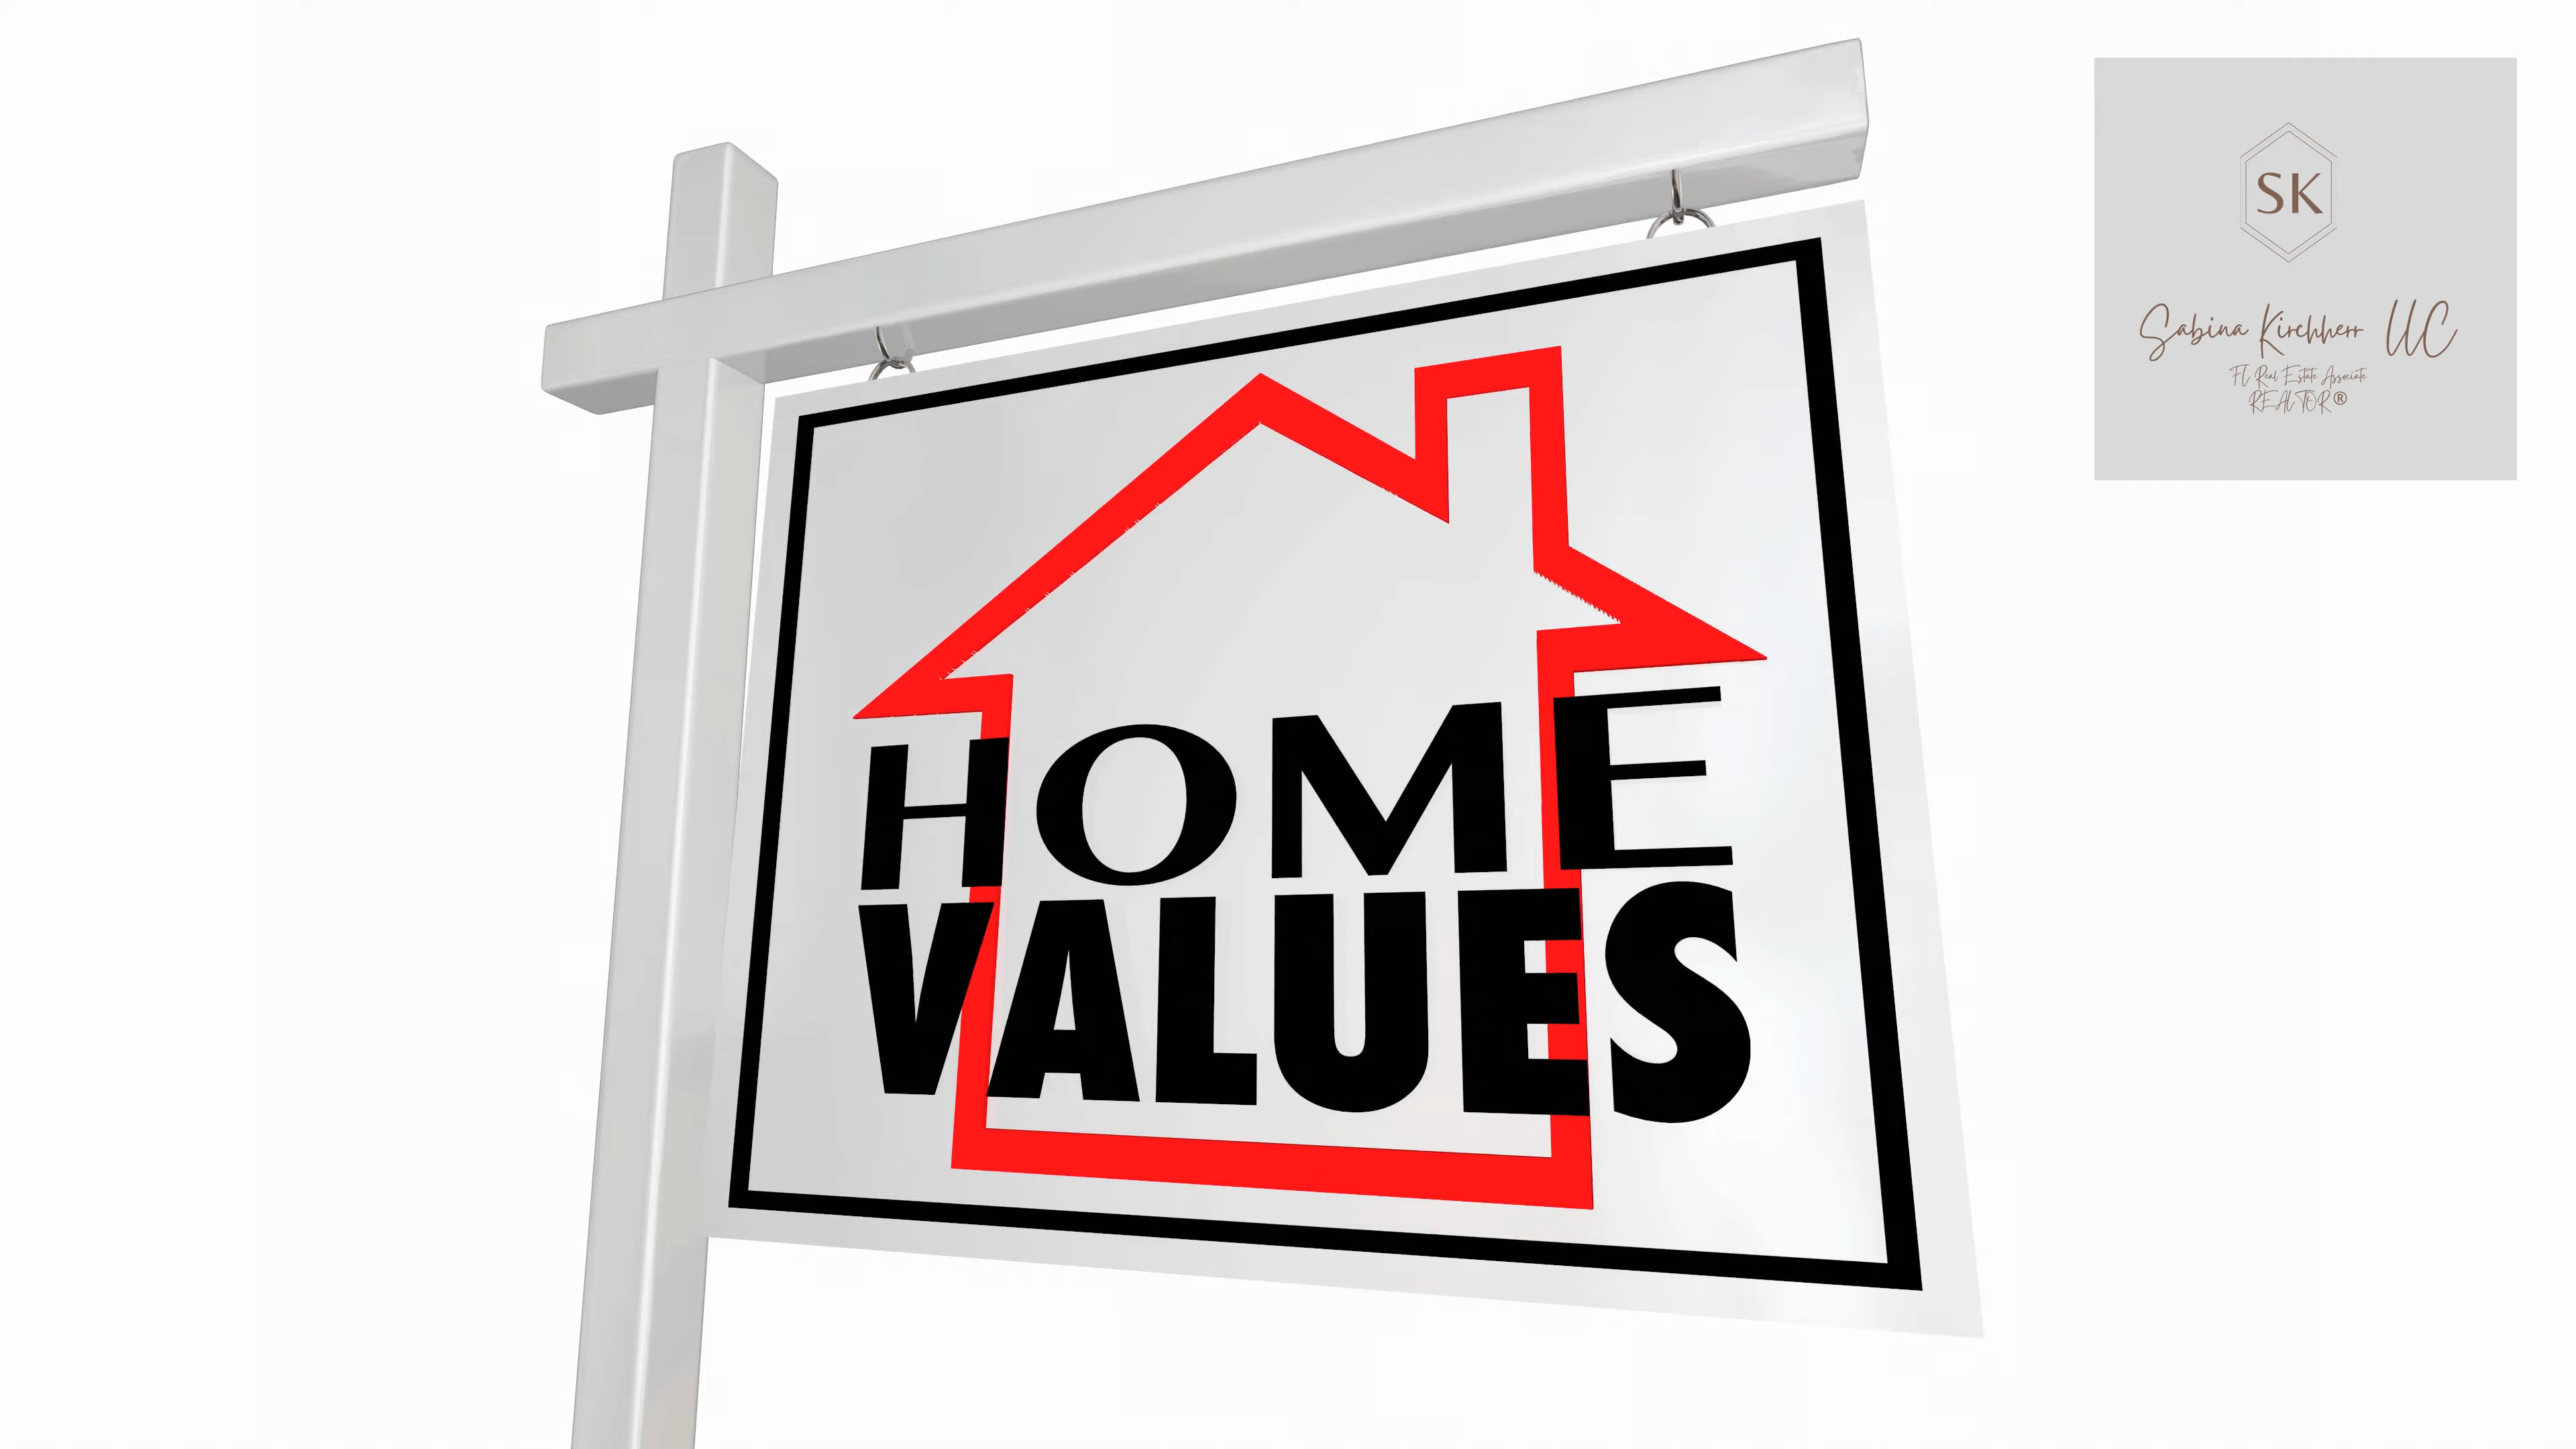 HOME
VALUES
SK
Sabina Kirchherr LLC
FL Real Estate Associate
REALTOR®